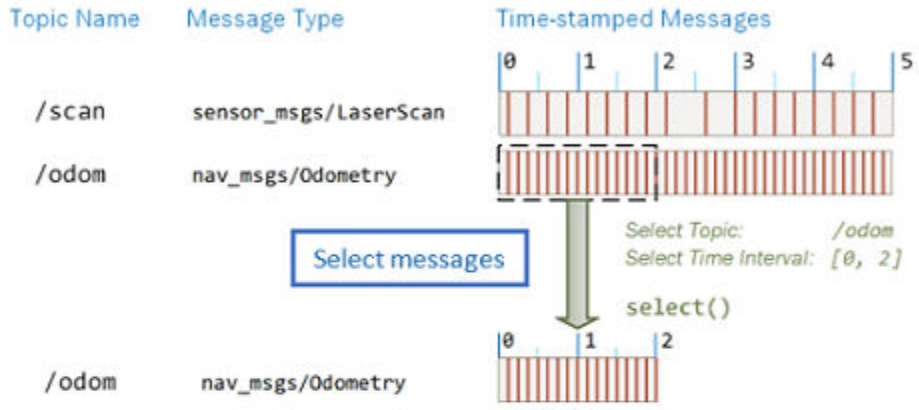 Topic Name Message Type Time-stamped Messages
0 1 2 3 4 5
/scan sensor_msgs/LaserScan
/odom nav_msgs/Odometry
Select Topic: /odom
Select Time Interval: [0, 2]
Select messages
select()
0 1 2
/odom nav_msgs/Odometry